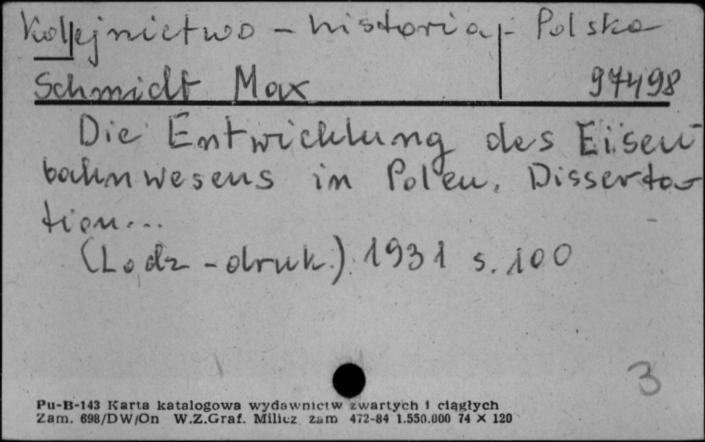 Kolejnictwo - historia - Polska
Schmidt Max 97498
Die Entwicklung des Eisen-
bahnwesens in Polen. Disserta-
tion...
(Lodz - druk.) 1931 s. 100
3
Pu-B-143 Karta katalogowa wydawnictw zwartych i ciągłych
Zam. 698/DW/On W.Z.Graf. Milicz zam 472-84 1.550.000 74 × 120